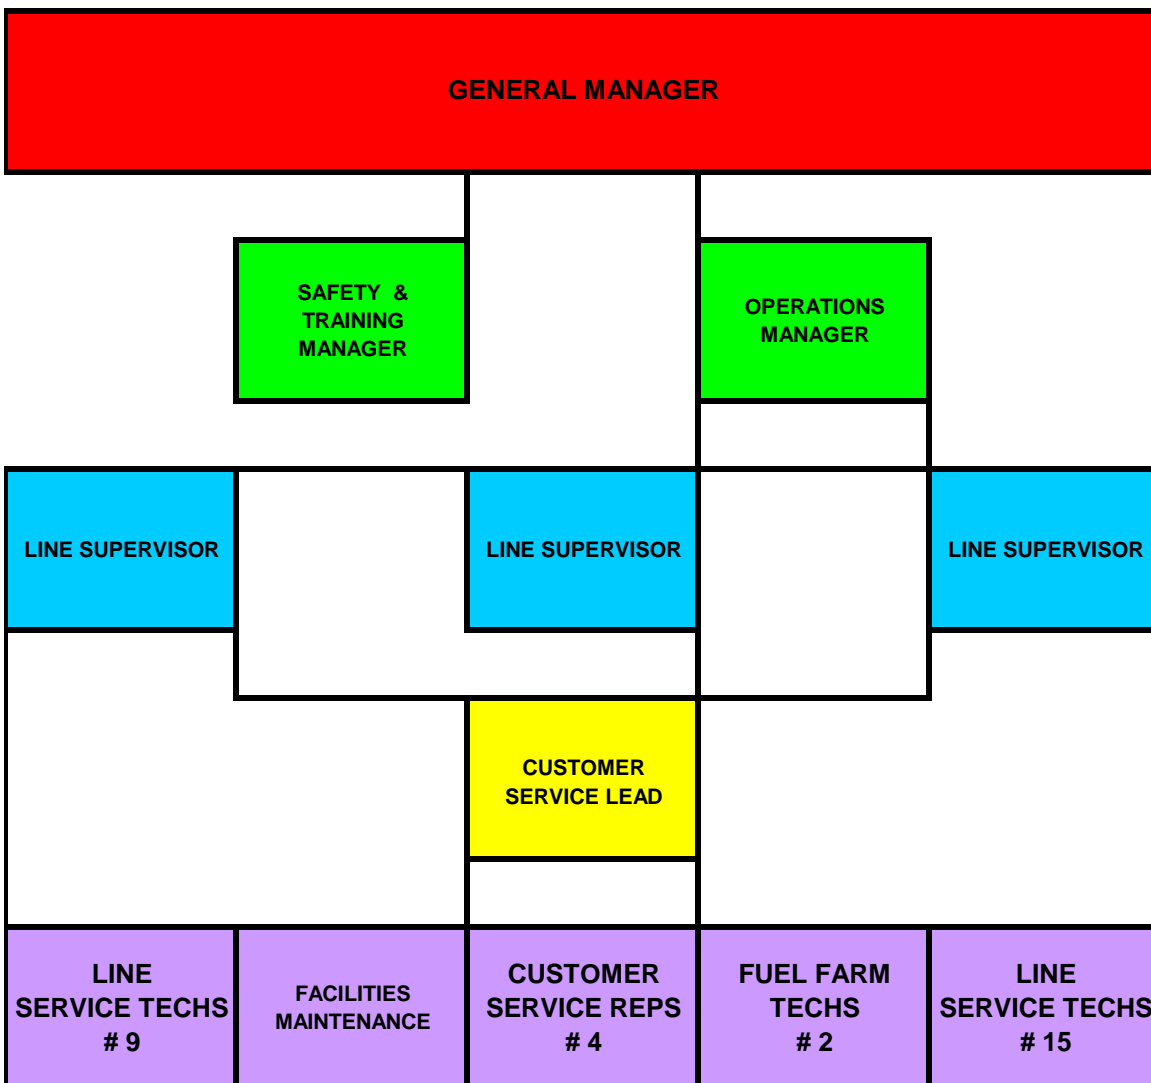 GENERAL MANAGER
SAFETY &
TRAINING
MANAGER
OPERATIONS
MANAGER
LINE SUPERVISOR
LINE SUPERVISOR
LINE SUPERVISOR
CUSTOMER
SERVICE LEAD
LINE
SERVICE TECHS
# 9
FACILITIES
MAINTENANCE
CUSTOMER
SERVICE REPS
# 4
FUEL FARM
TECHS
# 2
LINE
SERVICE TECHS
# 15